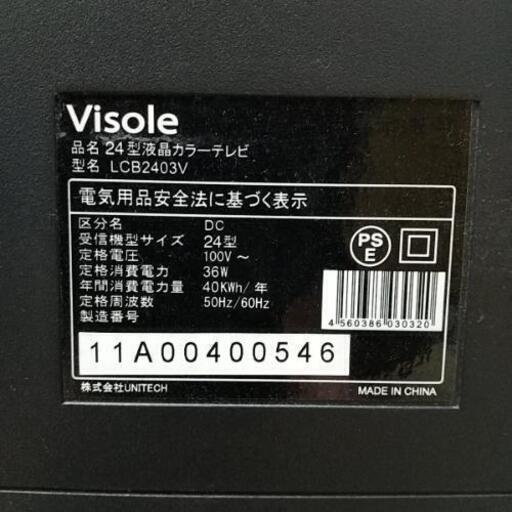 Visole
品名 24型液晶カラーテレビ
型名 LCB2403V
電気用品安全法に基づく表示
区分名 DC
受信機型サイズ 24型
定格電圧 100V～
定格消費電力 36W
年間消費電力量 40KWh/年
定格周波数 50Hz/60Hz
製造番号
PS
E
4 560386 030320
11A00400546
株式会社UNITECH
MADE IN CHINA